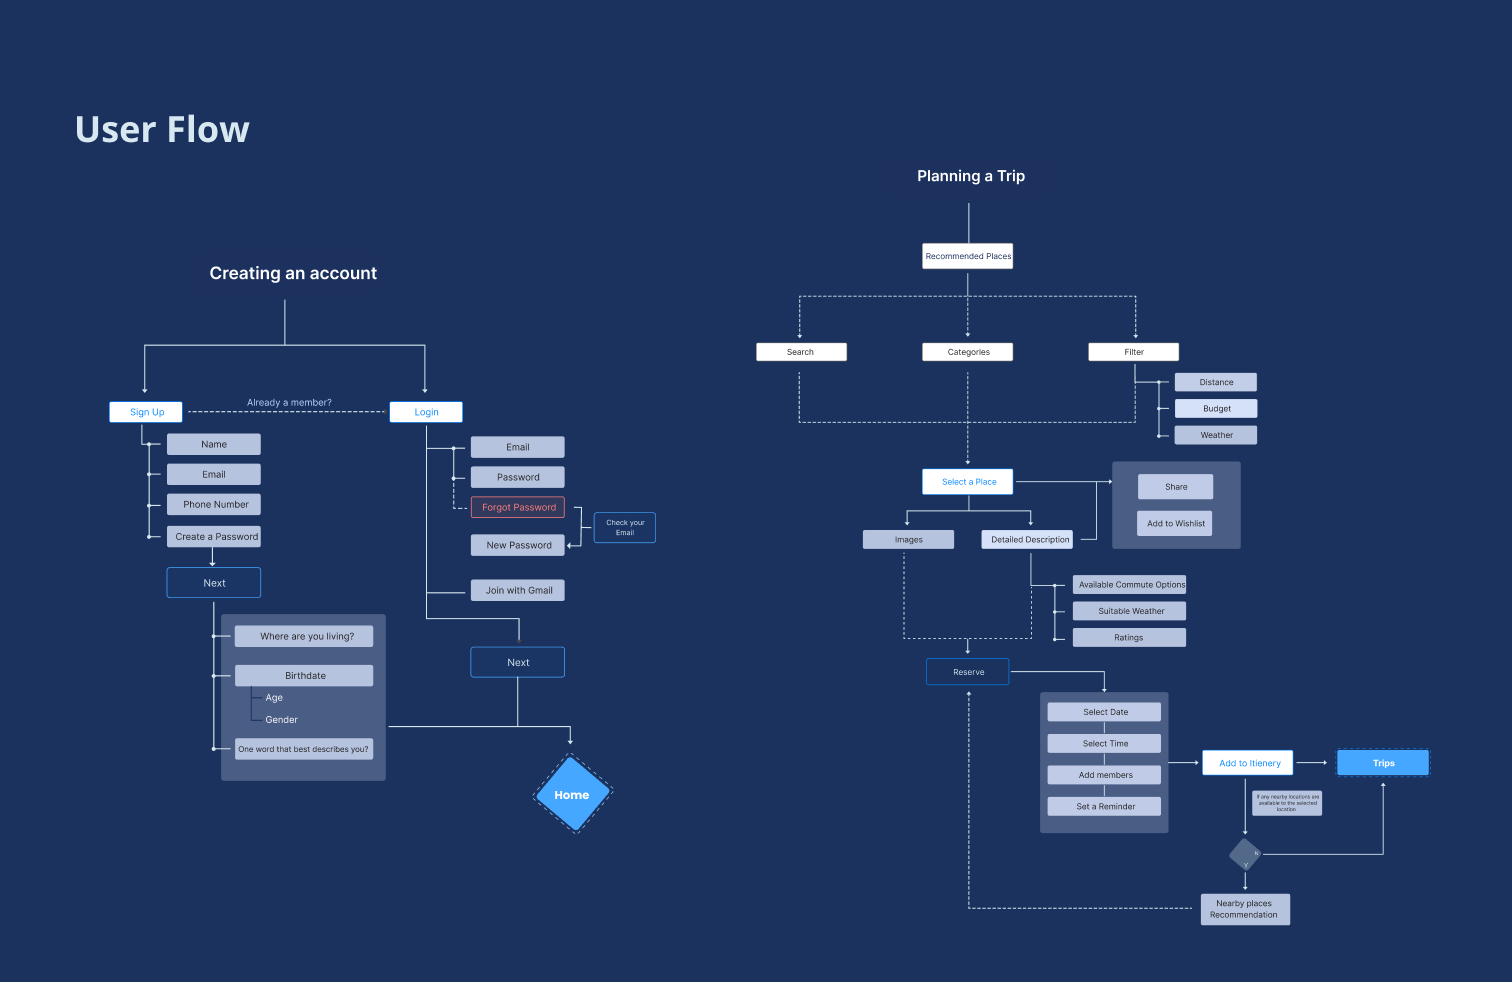 User Flow
Creating an account
Sign Up
Already a member?
Login
Name
Email
Phone Number
Create a Password
Next
Where are you living?
Birthdate
Age
Gender
One word that best describes you?
Email
Password
Forgot Password
Check your
Email
New Password
Join with Gmail
Next
Home
Planning a Trip
Recommended Places
Search
Categories
Filter
Distance
Budget
Weather
Select a Place
Share
Add to Wishlist
Images
Detailed Description
Available Commute Options
Suitable Weather
Ratings
Reserve
Select Date
Select Time
Add members
Set a Reminder
Add to Itienery
Trips
If any nearby locations are
available to the selected
location
N
Y
Nearby places
Recommendation